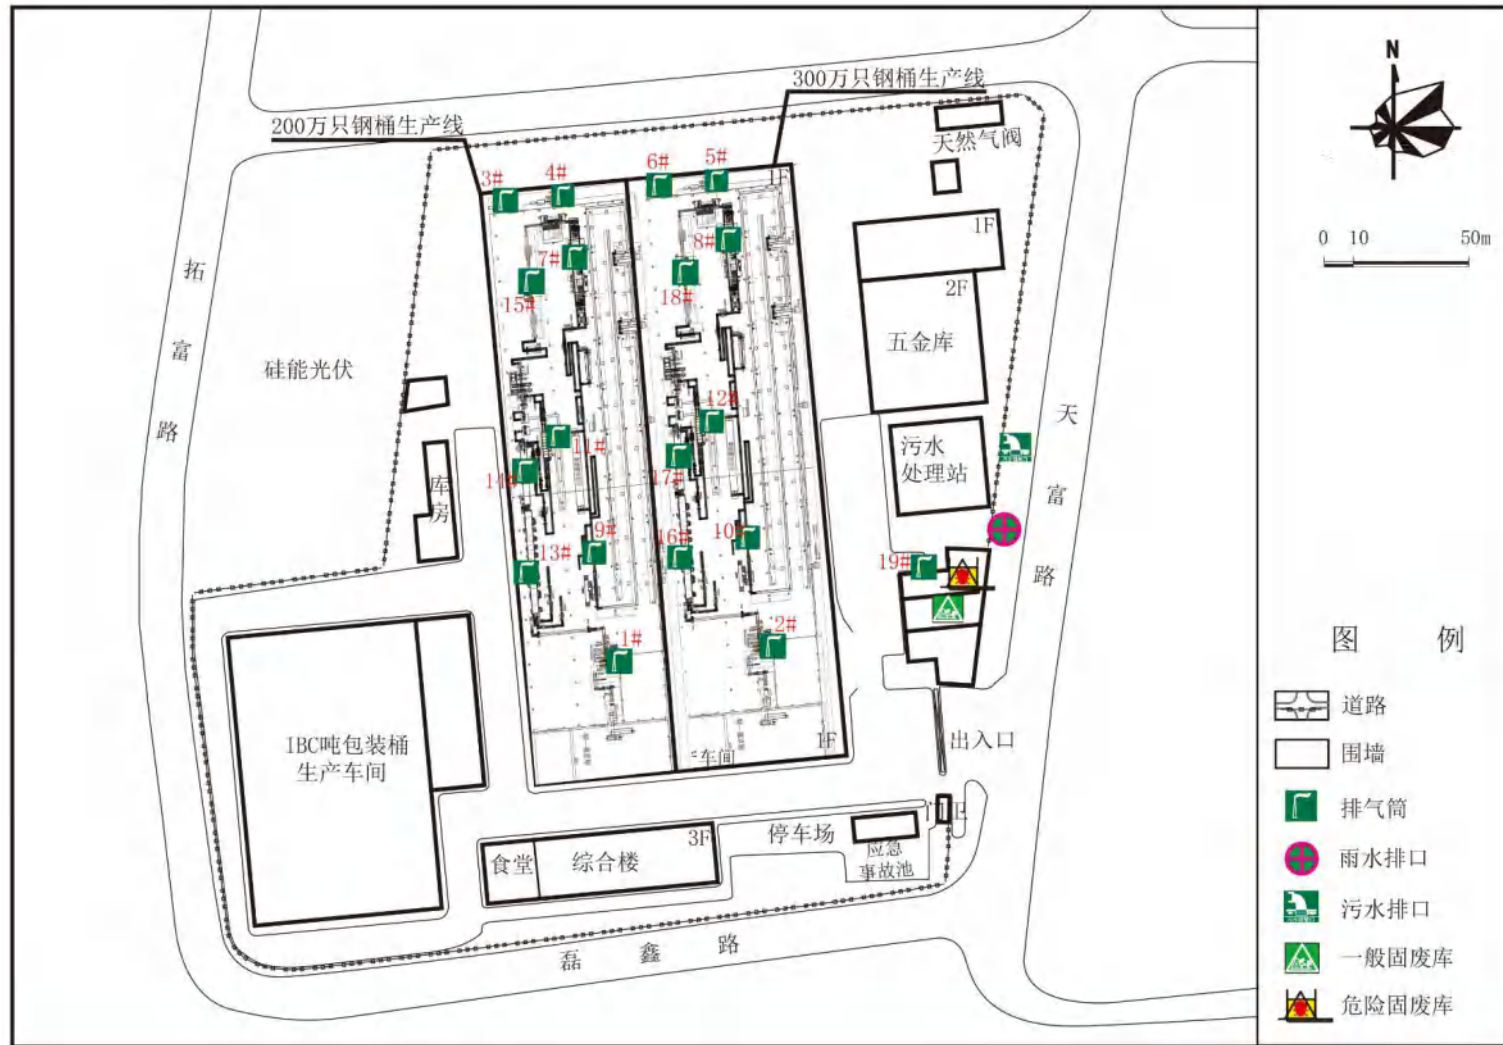 300万只钢桶生产线
200万只钢桶生产线
N
天然气阀
3#
4#
6#
5#
1F
7#
8#
15#
18#
1F
2F
五金库
0 10 50m
拓富路
硅能光伏
库房
12#
11#
14#
17#
污水
处理站
天富路
13#
9#
16#
10#
19#
1#
2#
IBC吨包装桶
生产车间
车间
1F
出入口
3F
食堂
综合楼
停车场
应急
事故池
磊鑫路
图例
道路
围墙
排气筒
雨水排口
污水排口
一般固废库
危险固废库